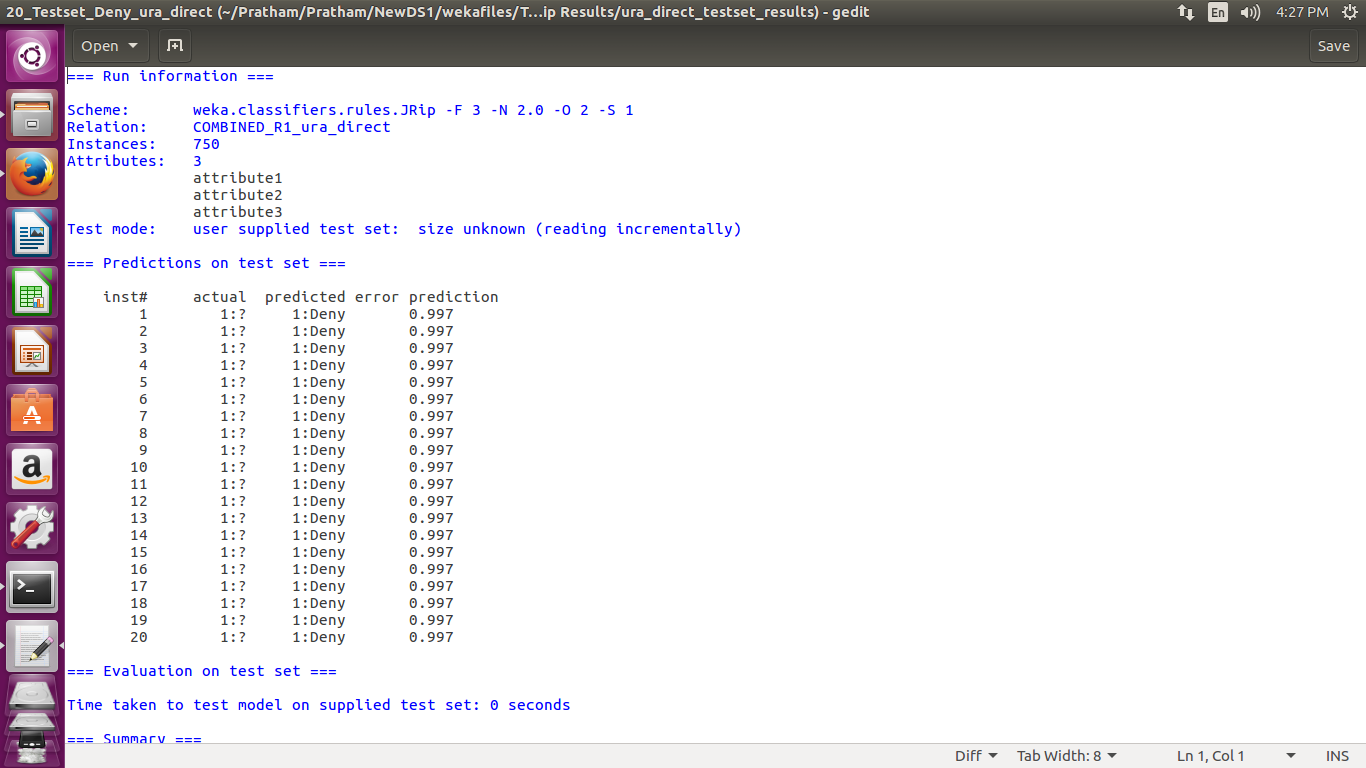 20_Testset_Deny_ura_direct (~/Pratham/Pratham/NewDS1/wekafiles/T...ip Results/ura_direct_testset_results) - gedit
En 4:27 PM
Open Save
=== Run information ===
Scheme: weka.classifiers.rules.JRip -F 3 -N 2.0 -O 2 -S 1
Relation: COMBINED_R1_ura_direct
Instances: 750
Attributes: 3
attribute1
attribute2
attribute3
Test mode: user supplied test set: size unknown (reading incrementally)
=== Predictions on test set ===
inst# actual predicted error prediction
1 1:? 1:Deny 0.997
2 1:? 1:Deny 0.997
3 1:? 1:Deny 0.997
4 1:? 1:Deny 0.997
5 1:? 1:Deny 0.997
6 1:? 1:Deny 0.997
7 1:? 1:Deny 0.997
8 1:? 1:Deny 0.997
9 1:? 1:Deny 0.997
10 1:? 1:Deny 0.997
11 1:? 1:Deny 0.997
12 1:? 1:Deny 0.997
13 1:? 1:Deny 0.997
14 1:? 1:Deny 0.997
15 1:? 1:Deny 0.997
16 1:? 1:Deny 0.997
17 1:? 1:Deny 0.997
18 1:? 1:Deny 0.997
19 1:? 1:Deny 0.997
20 1:? 1:Deny 0.997
=== Evaluation on test set ===
Time taken to test model on supplied test set: 0 seconds
=== Summary ===
Diff Tab Width: 8 Ln 1, Col 1 INS